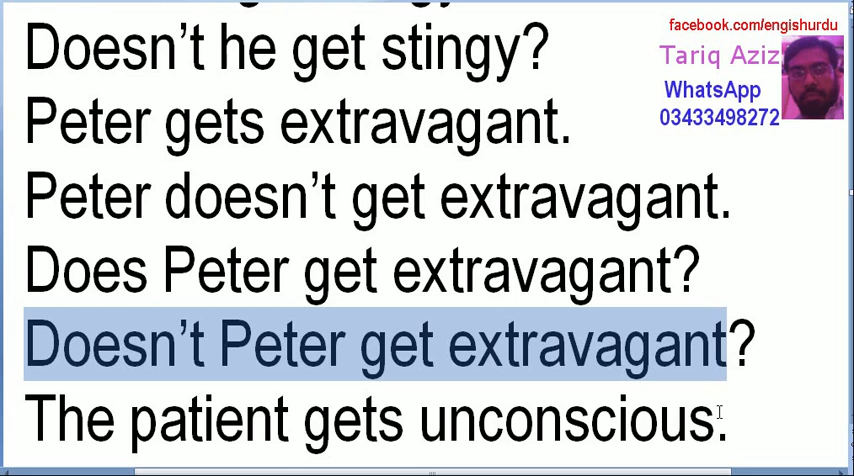 Doesn’t he get stingy?
Peter gets extravagant.
Peter doesn’t get extravagant.
Does Peter get extravagant?
Doesn’t Peter get extravagant?
The patient gets unconscious.
facebook.com/engishurdu
Tariq Aziz
WhatsApp
03433498272